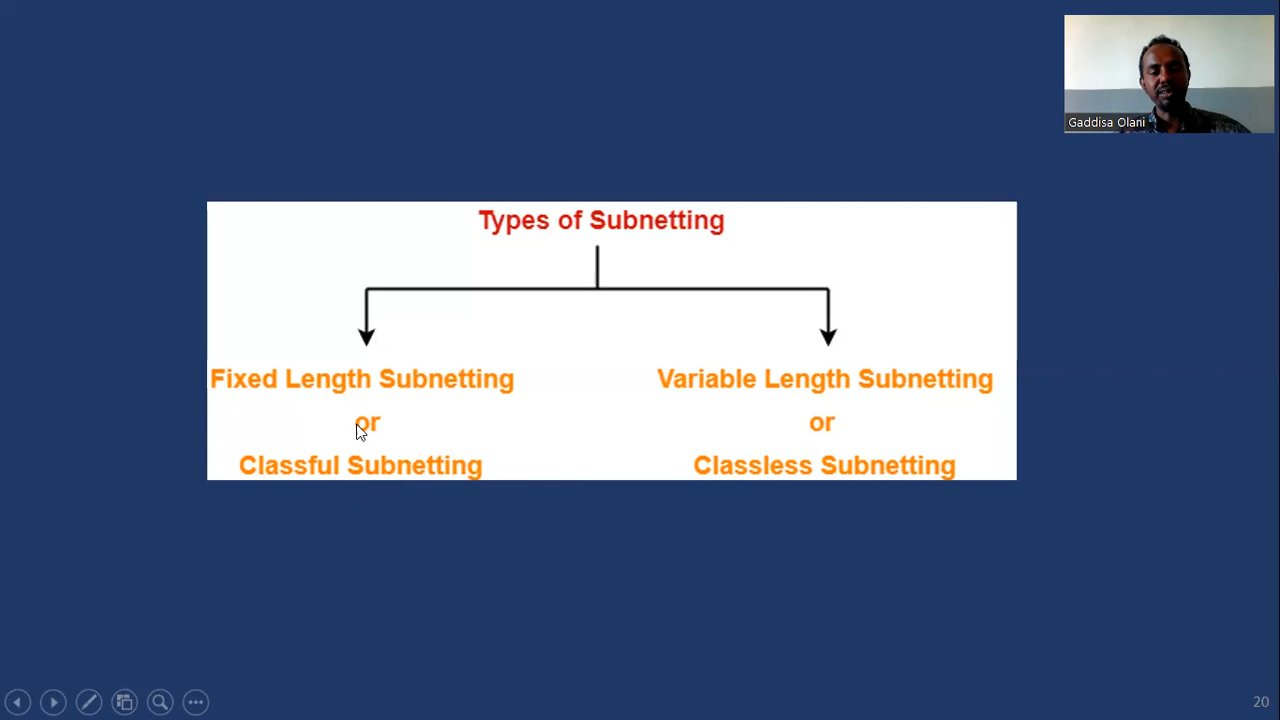 Gaddisa Olani
Types of Subnetting
Fixed Length Subnetting
or
Classful Subnetting
Variable Length Subnetting
or
Classless Subnetting
20